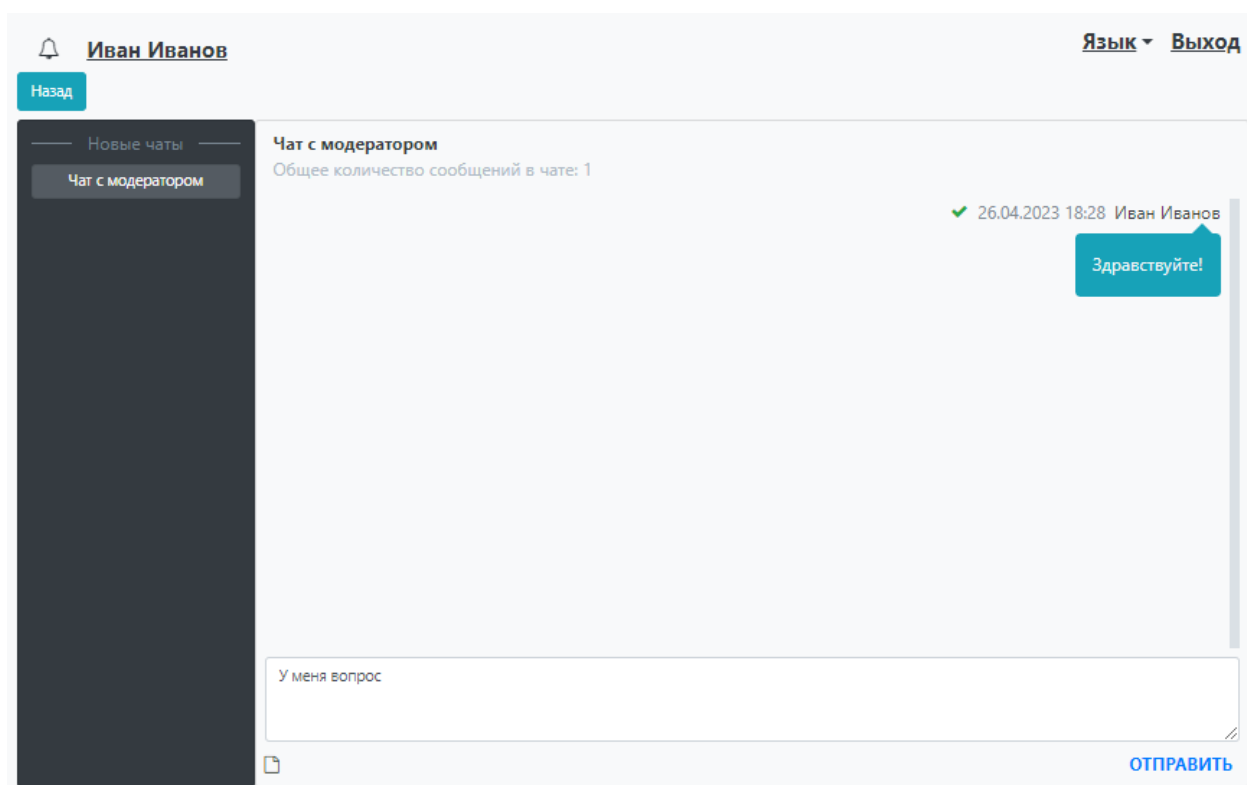 Иван Иванов
Язык Выход
Назад
Новые чаты
Чат с модератором
Чат с модератором
Общее количество сообщений в чате: 1
26.04.2023 18:28 Иван Иванов
Здравствуйте!
У меня вопрос
ОТПРАВИТЬ